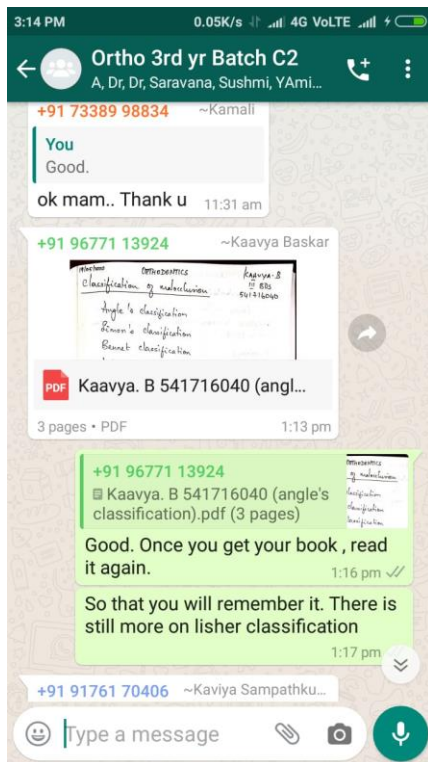 3:14 PM 0.05K/s 4G VoLTE
Ortho 3rd yr Batch C2
A, Dr, Dr, Saravana, Sushmi, YAmi...
+91 73389 98834 ~Kamali
You
Good.
ok mam.. Thank u 11:31 am
+91 96771 13924 ~Kaavya Baskar
ORTHODONTICS Kaavya.B
Classification of malocclusion III BDS
541716040
Angle's classification
Simon's classification
Bennet classification
PDF Kaavya. B 541716040 (angl...
3 pages • PDF 1:13 pm
+91 96771 13924
Kaavya. B 541716040 (angle's
classification).pdf (3 pages)
Good. Once you get your book , read
it again.
1:16 pm
So that you will remember it. There is
still more on lisher classification
1:17 pm
+91 91761 70406 ~Kaviya Sampathku...
Type a message